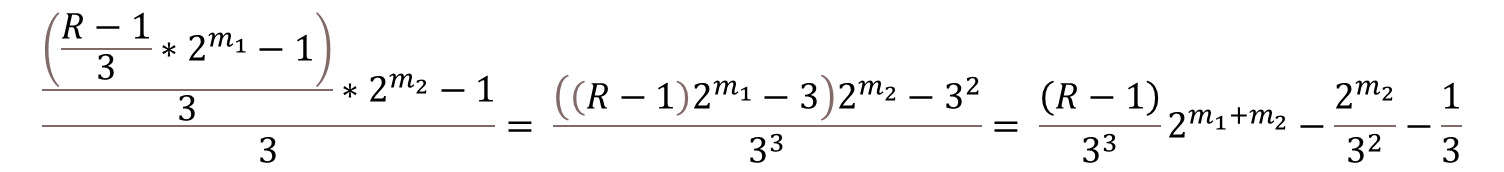 (((R − 1)/3 * 2^{m_1} − 1)/3 * 2^{m_2} − 1)/3 = (((R − 1)2^{m_1} − 3)2^{m_2} − 3^2)/3^3 = (R − 1)/3^3 2^{m_1+m_2} − 2^{m_2}/3^2 − 1/3